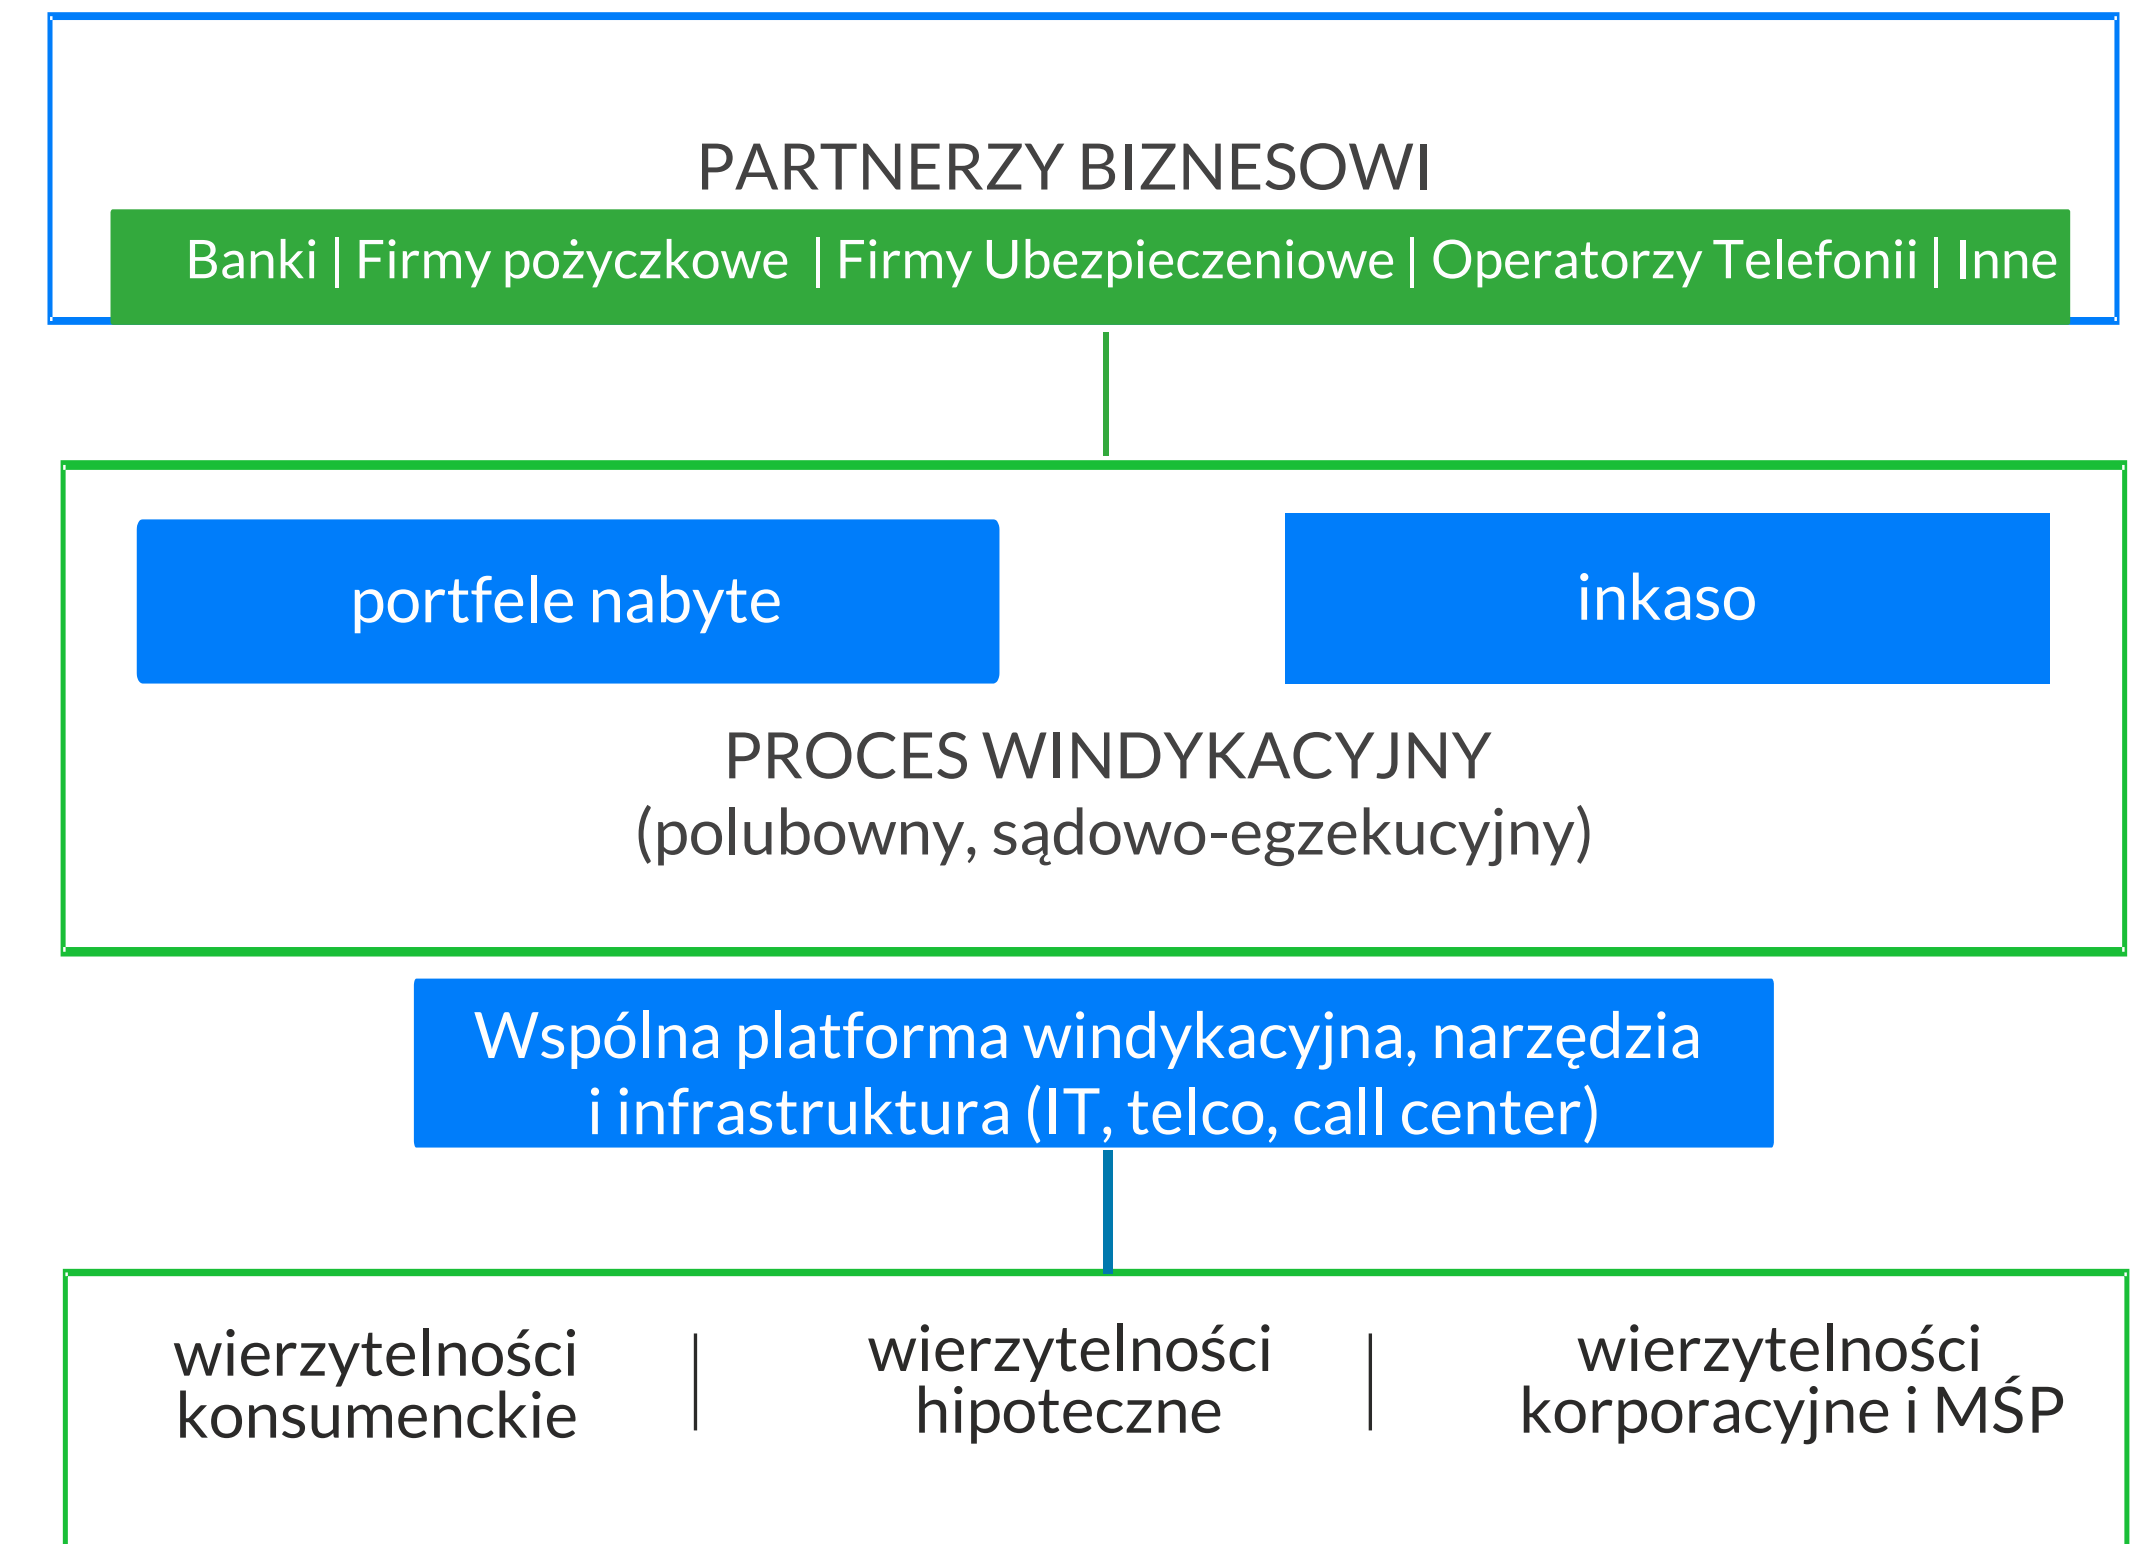 PARTNERZY BIZNESOWI
Banki | Firmy pożyczkowe | Firmy Ubezpieczeniowe | Operatorzy Telefonii | Inne
portfele nabyte
inkaso
PROCES WINDYKACYJNY
(polubowny, sądowo-egzekucyjny)
Wspólna platforma windykacyjna, narzędzia
i infrastruktura (IT, telco, call center)
wierzytelności
konsumenckie
wierzytelności
hipoteczne
wierzytelności
korporacyjne i MŚP